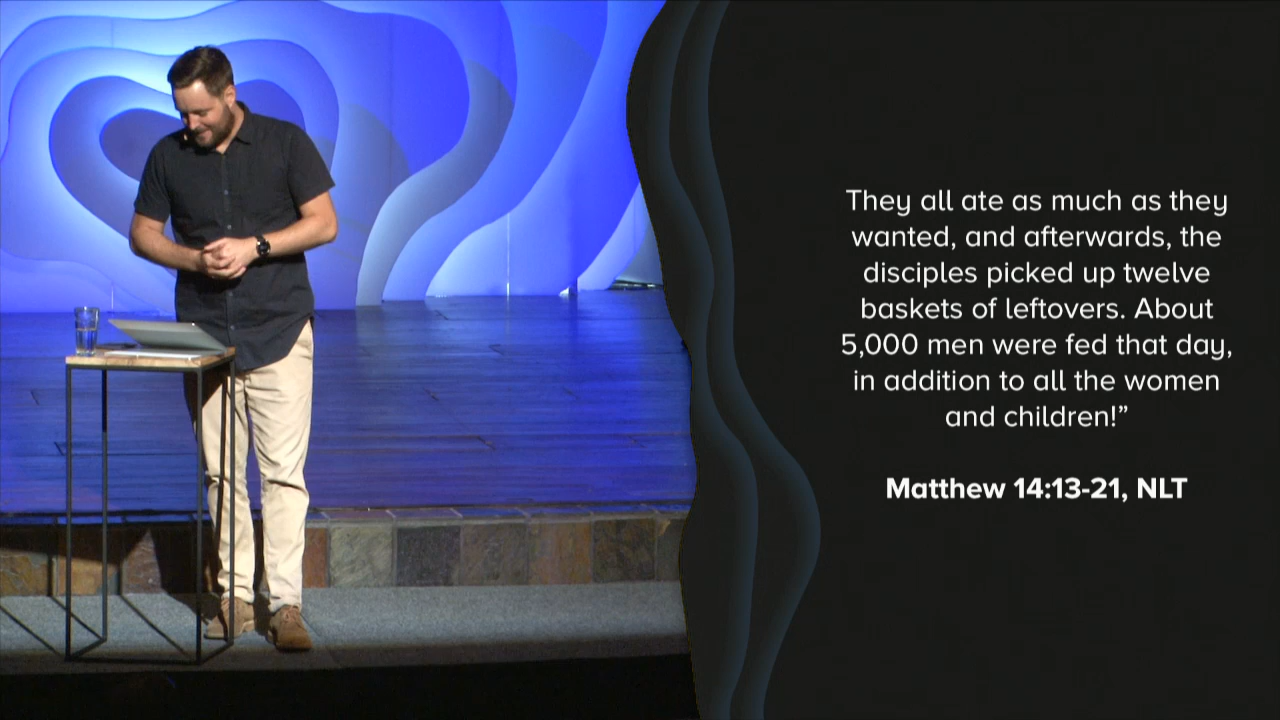 They all ate as much as they
wanted, and afterwards, the
disciples picked up twelve
baskets of leftovers. About
5,000 men were fed that day,
in addition to all the women
and children!”
Matthew 14:13-21, NLT